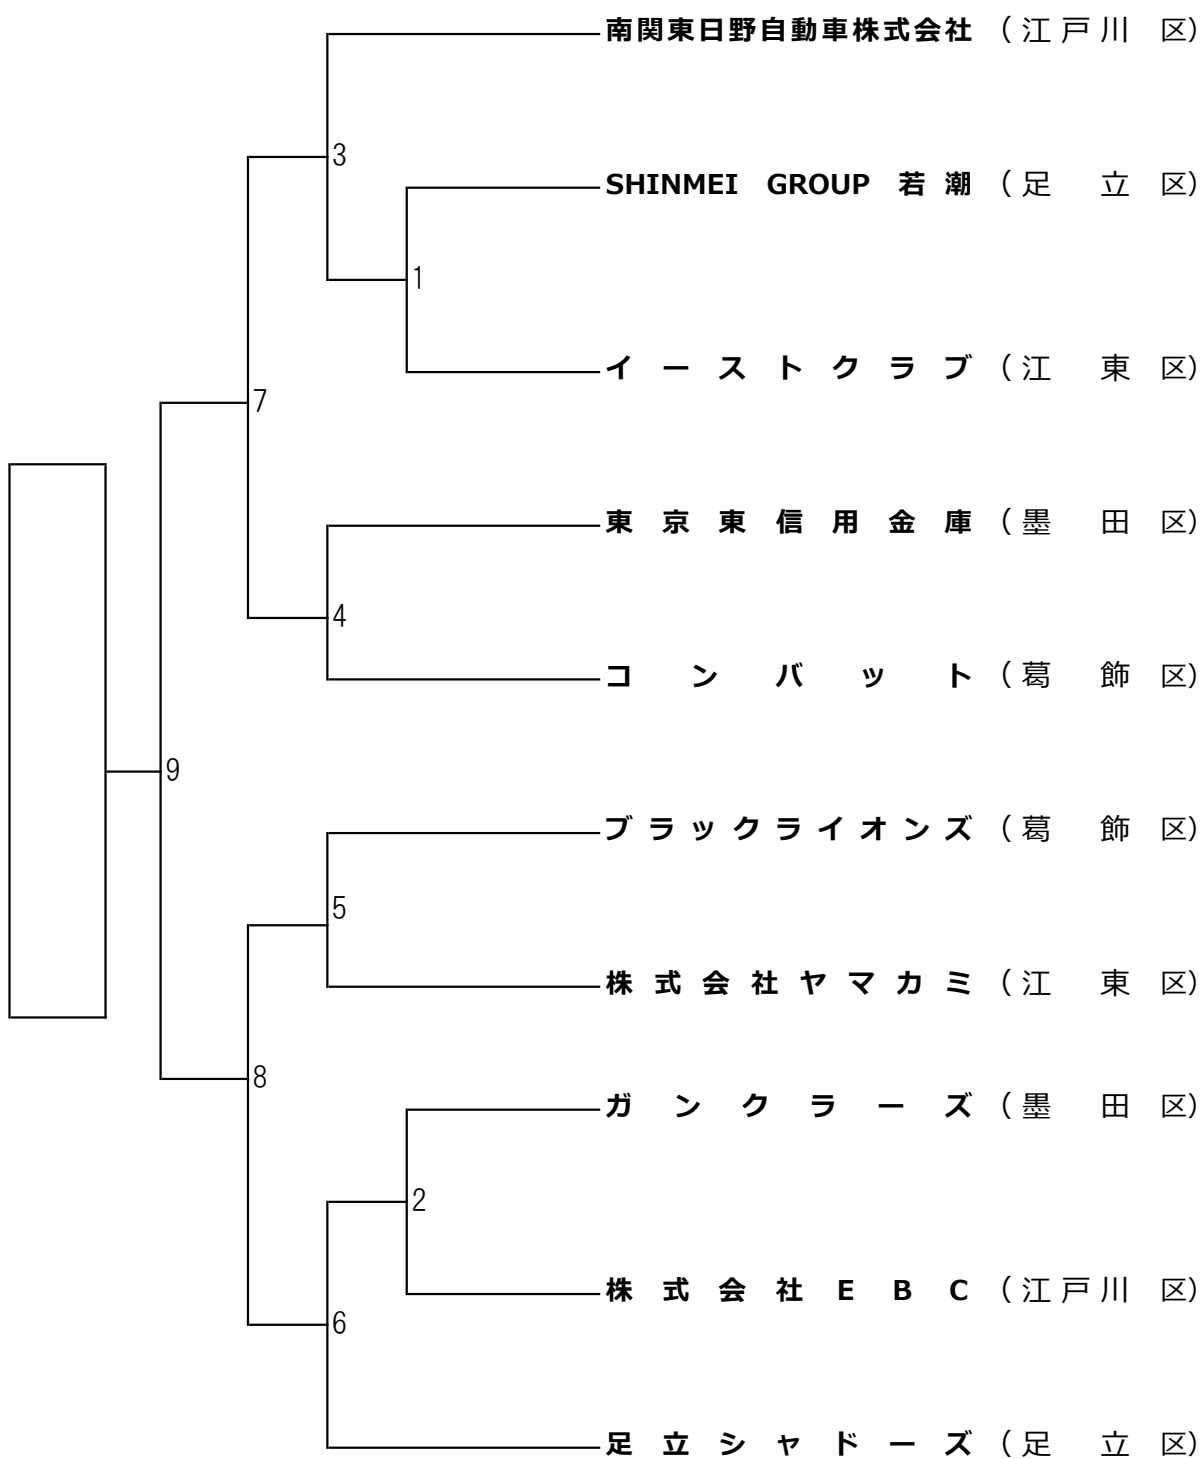 南関東日野自動車株式会社（江戸川区）
3
SHINMEI GROUP 若潮（足立区）
1
イーストクラブ（江東区）
7
東京東信用金庫（墨田区）
4
コンバット（葛飾区）
9
ブラックライオンズ（葛飾区）
5
株式会社ヤマカミ（江東区）
8
ガンクラーズ（墨田区）
2
株式会社ＥＢＣ（江戸川区）
6
足立シャドーズ（足立区）